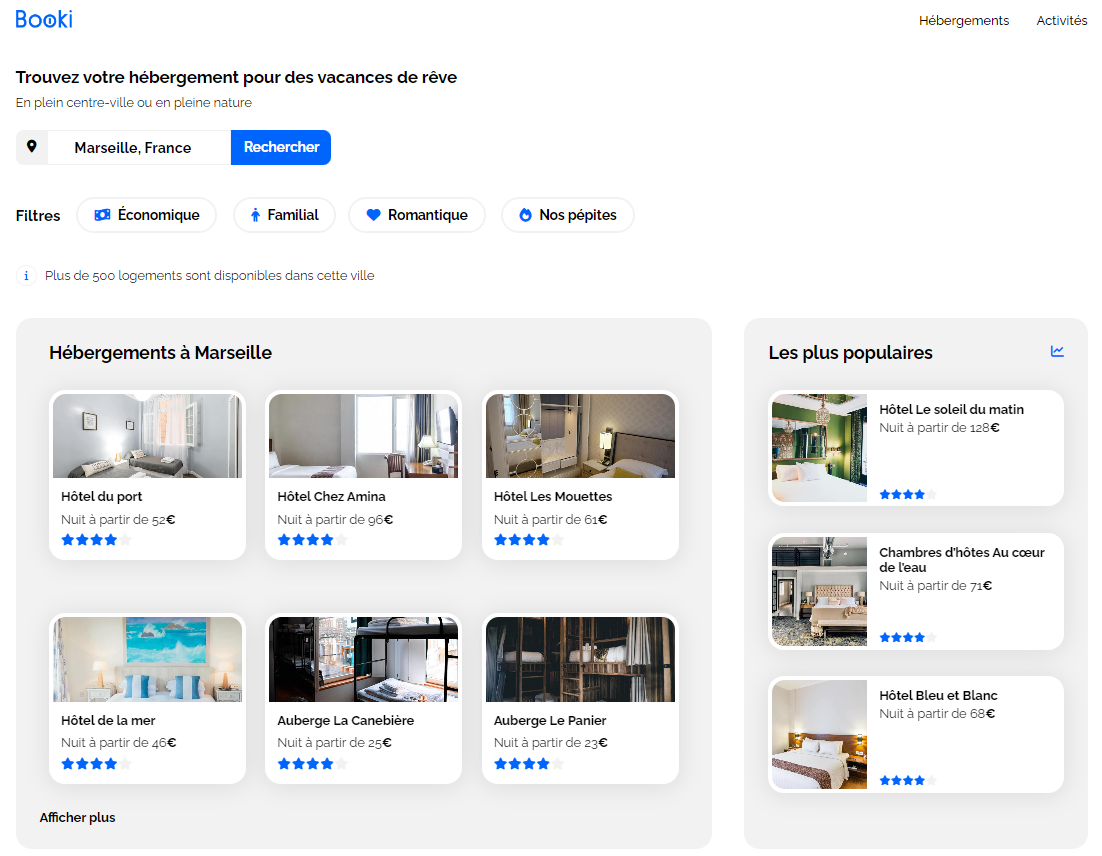 Booki
Hébergements
Activités
Trouvez votre hébergement pour des vacances de rêve
En plein centre-ville ou en pleine nature
Marseille, France
Rechercher
Filtres
Économique
Familial
Romantique
Nos pépites
i
Plus de 500 logements sont disponibles dans cette ville
Hébergements à Marseille
Hôtel du port
Nuit à partir de 52€
Hôtel Chez Amina
Nuit à partir de 96€
Hôtel Les Mouettes
Nuit à partir de 61€
Hôtel de la mer
Nuit à partir de 46€
Auberge La Canebière
Nuit à partir de 25€
Auberge Le Panier
Nuit à partir de 23€
Afficher plus
Les plus populaires
Hôtel Le soleil du matin
Nuit à partir de 128€
Chambres d'hôtes Au cœur
de l'eau
Nuit à partir de 71€
Hôtel Bleu et Blanc
Nuit à partir de 68€